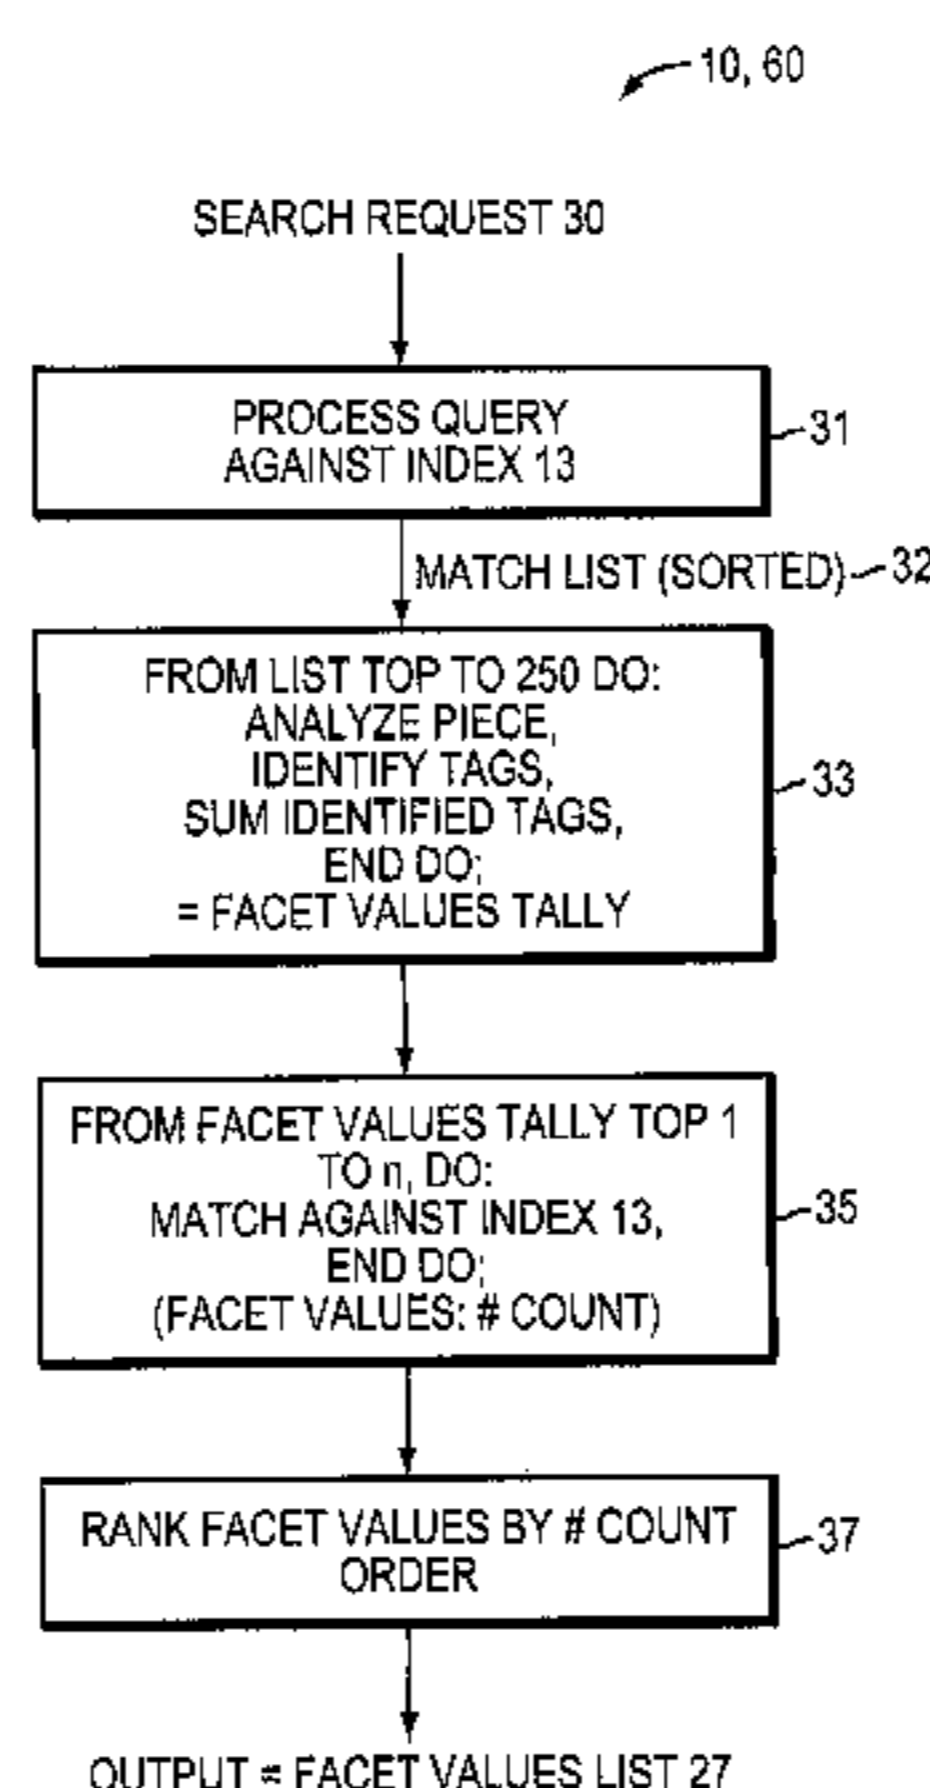 10, 60
SEARCH REQUEST 30
PROCESS QUERY
AGAINST INDEX 13
31
MATCH LIST (SORTED)
32
FROM LIST TOP TO 250 DO:
ANALYZE PIECE,
IDENTIFY TAGS,
SUM IDENTIFIED TAGS,
END DO;
= FACET VALUES TALLY
33
FROM FACET VALUES TALLY TOP 1
TO n, DO:
MATCH AGAINST INDEX 13,
END DO;
(FACET VALUES: # COUNT)
35
RANK FACET VALUES BY # COUNT
ORDER
37
OUTPUT = FACET VALUES LIST 27